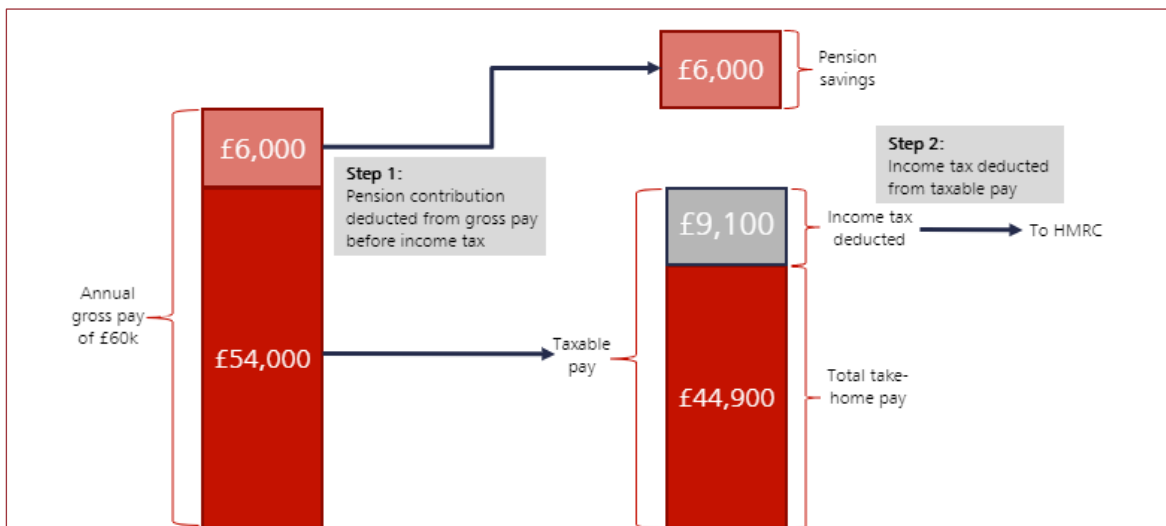 £6,000
Pension
savings
£6,000
Step 1:
Pension contribution
deducted from gross pay
before income tax
Step 2:
Income tax deducted
from taxable pay
£9,100
Income tax
deducted
To HMRC
Annual
gross pay
of £60k
£54,000
Taxable
pay
£44,900
Total take-
home pay